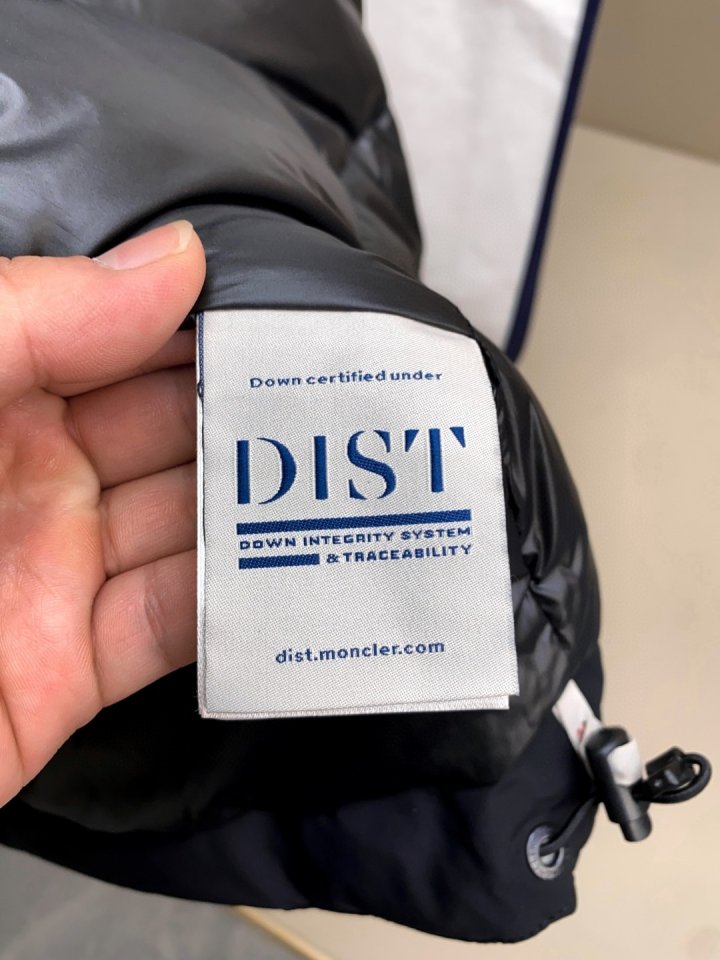 Down certified under
DIST
DOWN INTEGRITY SYSTEM
& TRACEABILITY
dist.moncler.com